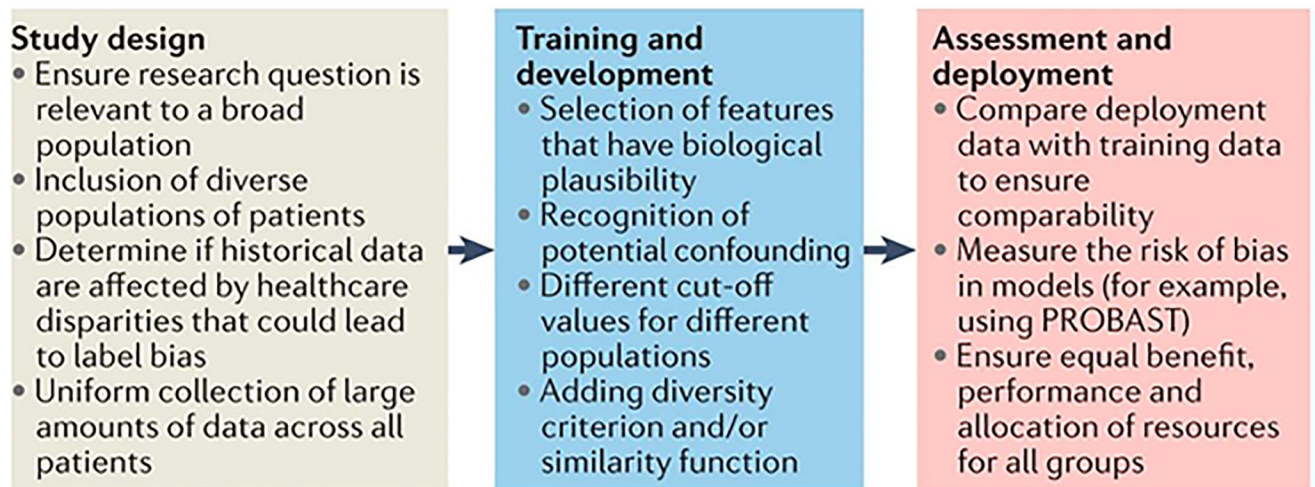 Study design
• Ensure research question is
relevant to a broad
population
• Inclusion of diverse
populations of patients
• Determine if historical data
are affected by healthcare
disparities that could lead
to label bias
• Uniform collection of large
amounts of data across all
patients
Training and
development
• Selection of features
that have biological
plausibility
• Recognition of
potential confounding
• Different cut-off
values for different
populations
• Adding diversity
criterion and/or
similarity function
Assessment and
deployment
• Compare deployment
data with training data
to ensure
comparability
• Measure the risk of bias
in models (for example,
using PROBAST)
• Ensure equal benefit,
performance and
allocation of resources
for all groups